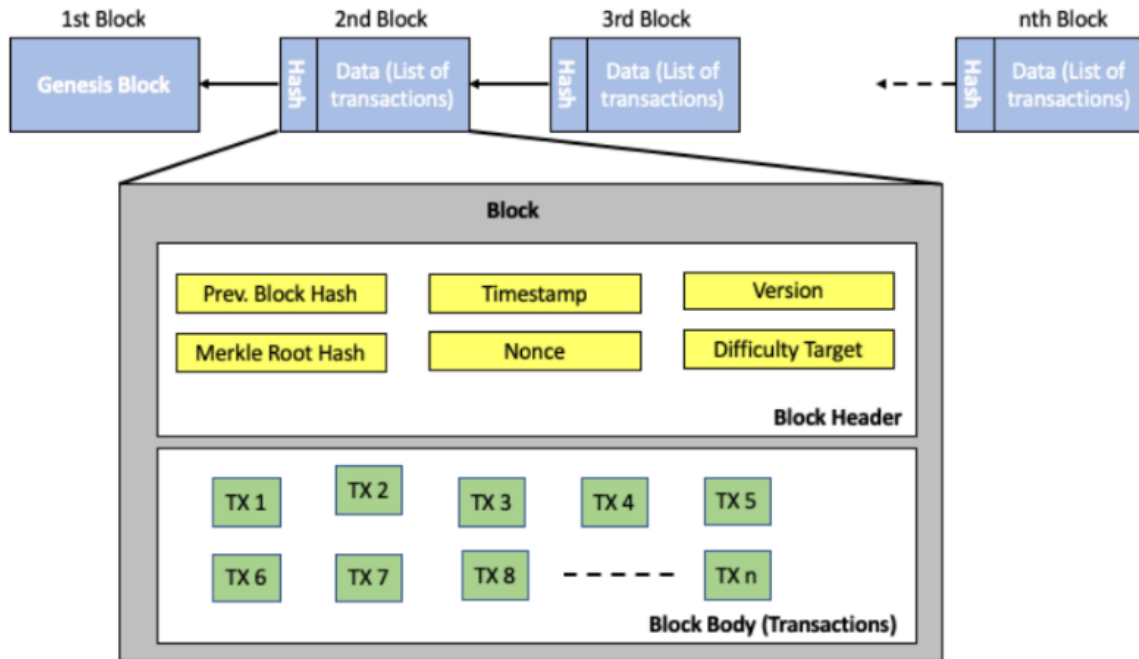 1st Block
2nd Block
3rd Block
nth Block
Genesis Block
Hash
Data (List of
transactions)
Hash
Data (List of
transactions)
Hash
Data (List of
transactions)
Block
Prev. Block Hash
Timestamp
Version
Merkle Root Hash
Nonce
Difficulty Target
Block Header
TX 1
TX 2
TX 3
TX 4
TX 5
TX 6
TX 7
TX 8
TX n
Block Body (Transactions)